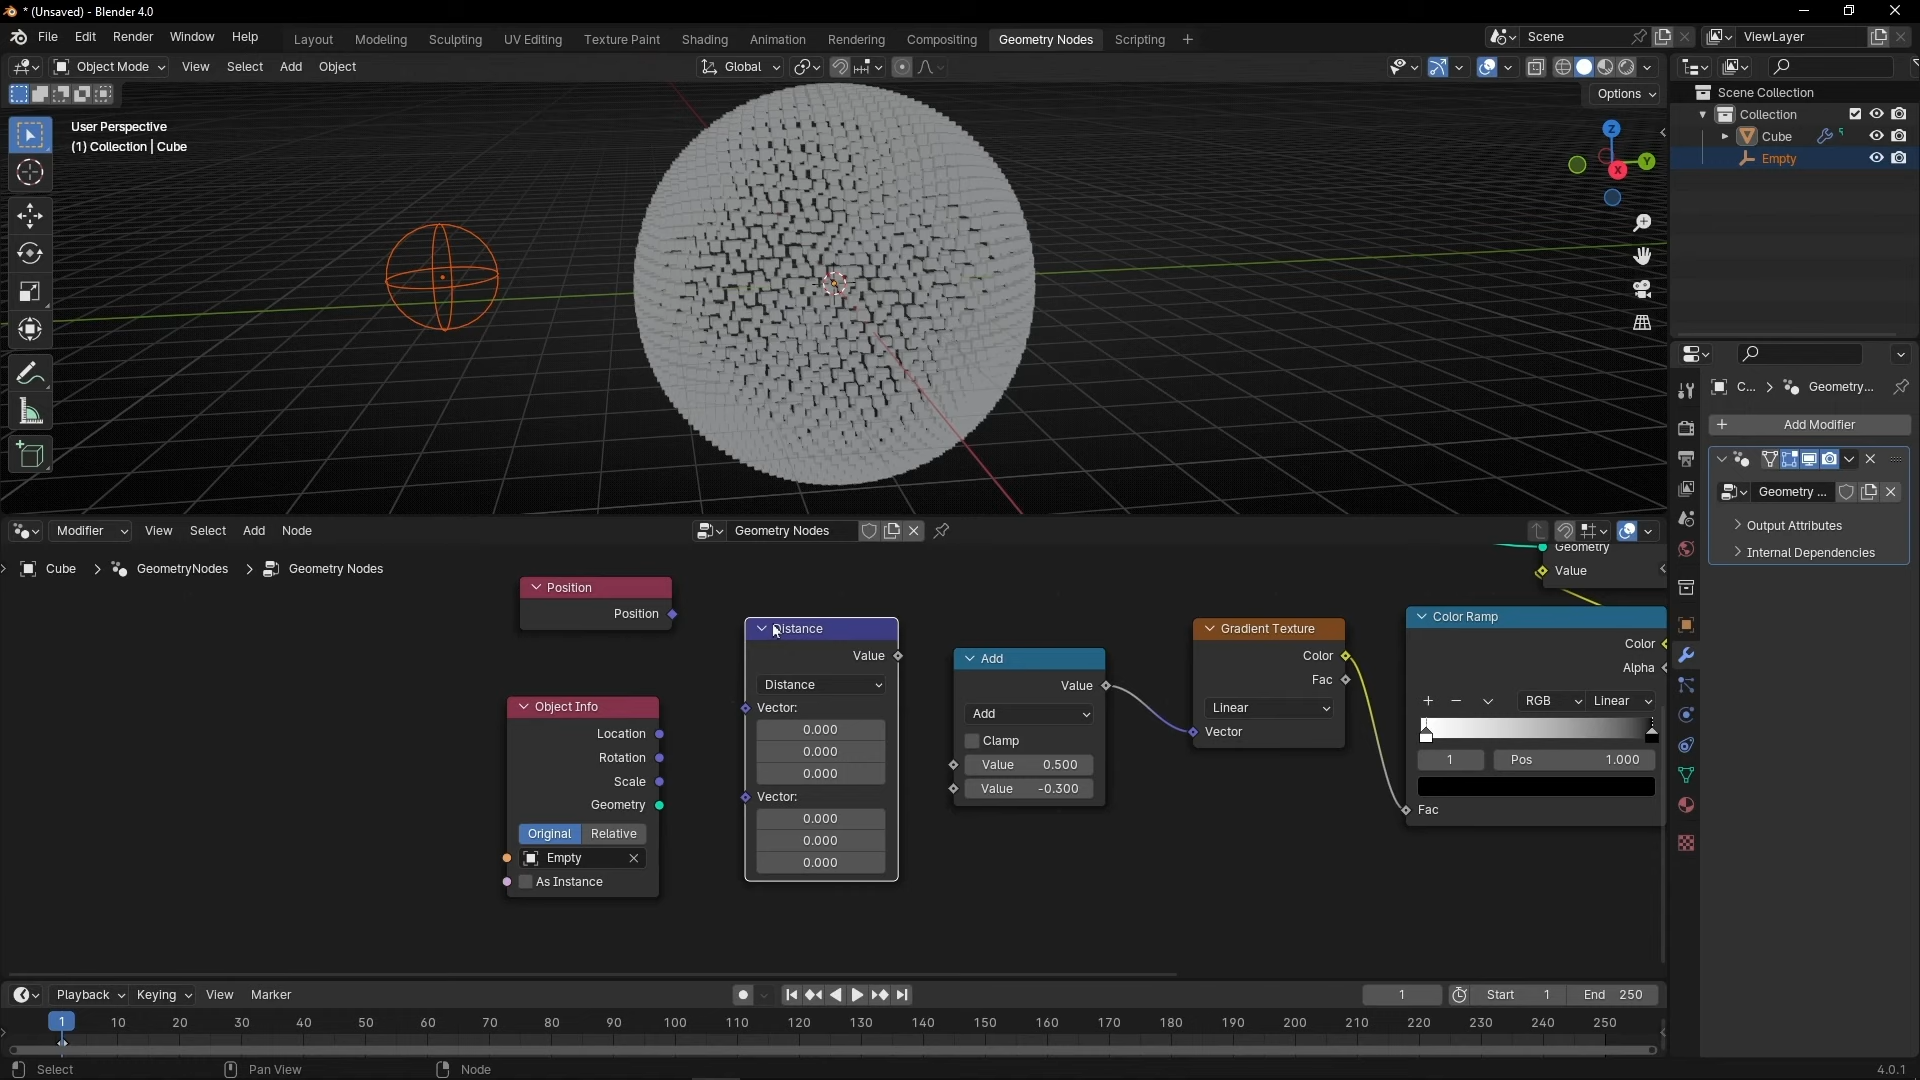 * (Unsaved) - Blender 4.0
File Edit Render Window Help Layout Modeling Sculpting UV Editing Texture Paint Shading Animation Rendering Compositing Geometry Nodes Scripting + Scene ViewLayer
Object Mode View Select Add Object Global
Options
User Perspective
(1) Collection | Cube
Z
Y
X
Scene Collection
Collection
Cube
Empty
C... > Geometry...
+ Add Modifier
Geometry ...
Output Attributes
Internal Dependencies
Modifier View Select Add Node Geometry Nodes
Cube > GeometryNodes > Geometry Nodes
Position
Position
Object Info
Location
Rotation
Scale
Geometry
Original Relative
Empty
As Instance
Distance
Value
Distance
Vector:
0.000
0.000
0.000
Vector:
0.000
0.000
0.000
Add
Value
Add
Clamp
Value 0.500
Value -0.300
Gradient Texture
Color
Fac
Linear
Vector
Geometry
Value
Color Ramp
Color
Alpha
+ − RGB Linear
1 Pos 1.000
Fac
Playback Keying View Marker 1 Start 1 End 250
1 10 20 30 40 50 60 70 80 90 100 110 120 130 140 150 160 170 180 190 200 210 220 230 240 250
Select Pan View Node 4.0.1